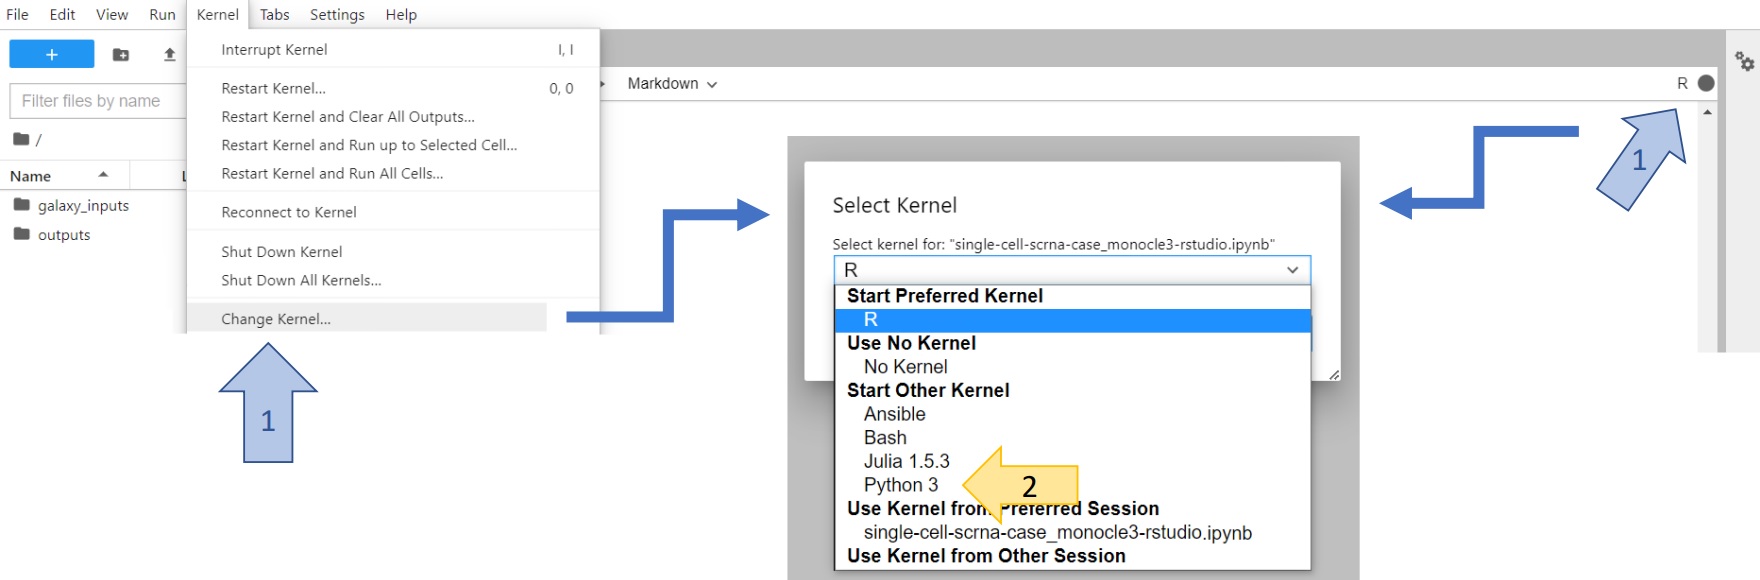 File Edit View Run Kernel Tabs Settings Help
+
Filter files by name
/
Name
galaxy_inputs
outputs
Interrupt Kernel I, I
Restart Kernel... 0, 0
Restart Kernel and Clear All Outputs...
Restart Kernel and Run up to Selected Cell...
Restart Kernel and Run All Cells...
Reconnect to Kernel
Shut Down Kernel
Shut Down All Kernels...
Change Kernel...
1
Markdown
R
1
Select Kernel
Select kernel for: "single-cell-scrna-case_monocle3-rstudio.ipynb"
R
Start Preferred Kernel
R
Use No Kernel
No Kernel
Start Other Kernel
Ansible
Bash
Julia 1.5.3
Python 3
2
Use Kernel from Preferred Session
single-cell-scrna-case_monocle3-rstudio.ipynb
Use Kernel from Other Session